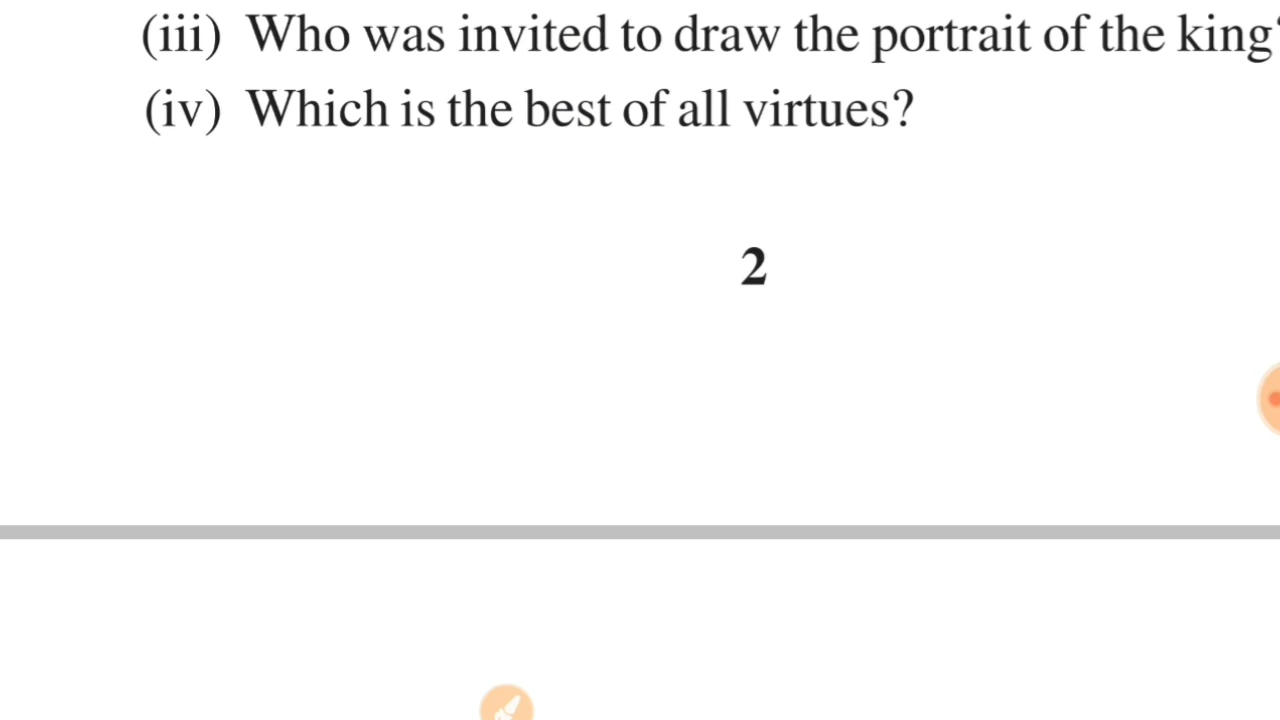 (iii) Who was invited to draw the portrait of the king?
(iv) Which is the best of all virtues?
2